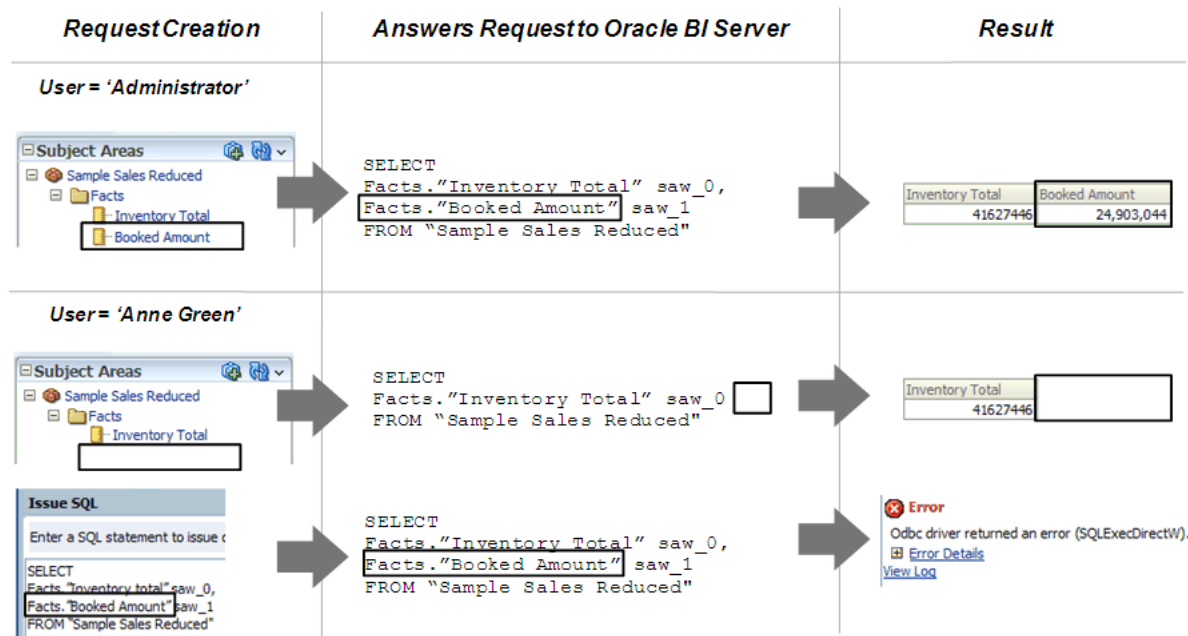 Request Creation
Answers Request to Oracle BI Server
Result
User = ‘Administrator’
Subject Areas
Sample Sales Reduced
Facts
Inventory Total
Booked Amount
SELECT
Facts.”Inventory Total” saw_0,
Facts.”Booked Amount” saw_1
FROM “Sample Sales Reduced"
Inventory Total Booked Amount
41627446 24,903,044
User = ‘Anne Green’
Subject Areas
Sample Sales Reduced
Facts
Inventory Total
SELECT
Facts.”Inventory Total” saw_0
FROM “Sample Sales Reduced"
Inventory Total
41627446
Issue SQL
Enter a SQL statement to issue
SELECT
Facts."Inventory total" saw_0,
Facts."Booked Amount" saw_1
FROM "Sample Sales Reduced"
SELECT
Facts.”Inventory Total” saw_0,
Facts.”Booked Amount” saw_1
FROM “Sample Sales Reduced"
Error
Odbc driver returned an error (SQLExecDirectW).
Error Details
View Log